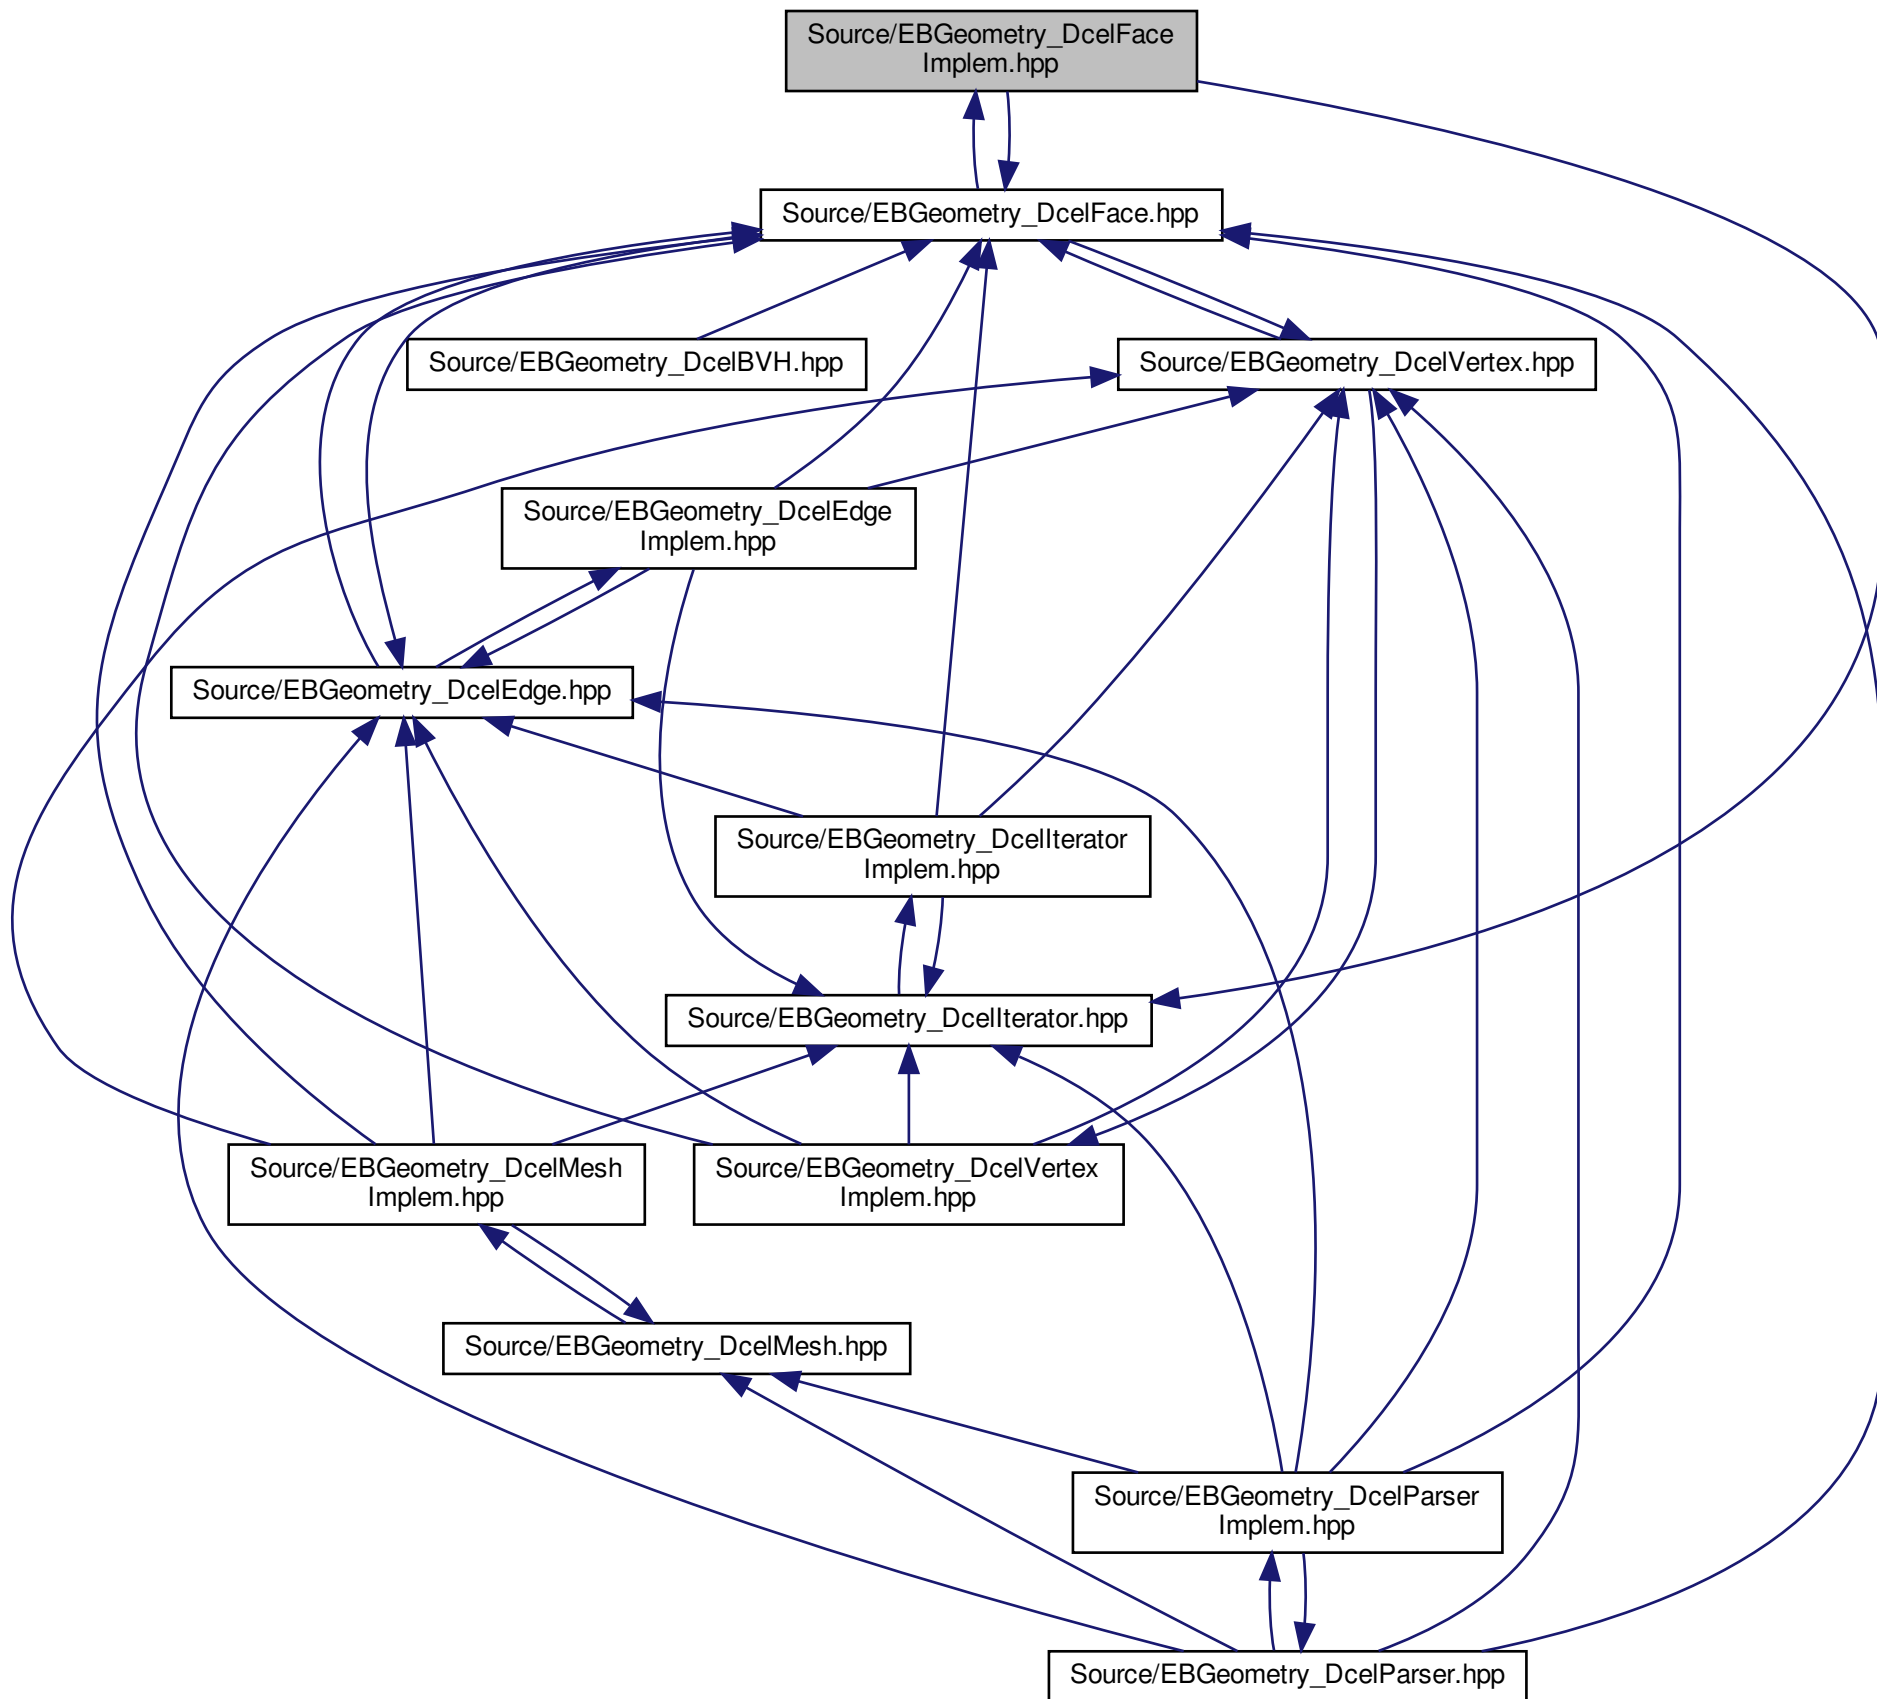 Source/EBGeometry_DcelFace
Implem.hpp
Source/EBGeometry_DcelFace.hpp
Source/EBGeometry_DcelBVH.hpp
Source/EBGeometry_DcelVertex.hpp
Source/EBGeometry_DcelEdge
Implem.hpp
Source/EBGeometry_DcelEdge.hpp
Source/EBGeometry_DcelIterator
Implem.hpp
Source/EBGeometry_DcelIterator.hpp
Source/EBGeometry_DcelMesh
Implem.hpp
Source/EBGeometry_DcelVertex
Implem.hpp
Source/EBGeometry_DcelMesh.hpp
Source/EBGeometry_DcelParser
Implem.hpp
Source/EBGeometry_DcelParser.hpp